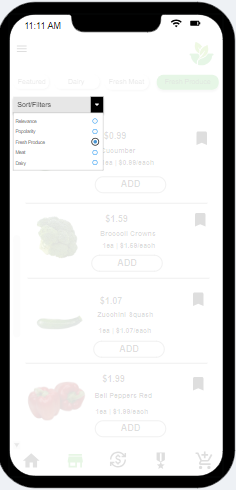 11:11 AM
Featured Dairy Fresh Meat Fresh Produce
Sort/Filters
Relevance
Popularity
Fresh Produce
Meat
Dairy
$0.99
Cucumber
1ea | $0.99/each
ADD
$1.59
Broccoli Crowns
1ea | $1.59/each
ADD
$1.07
Zucchini Squash
1ea | $1.07/each
ADD
$1.99
Bell Peppers Red
1ea | $1.99/each
ADD